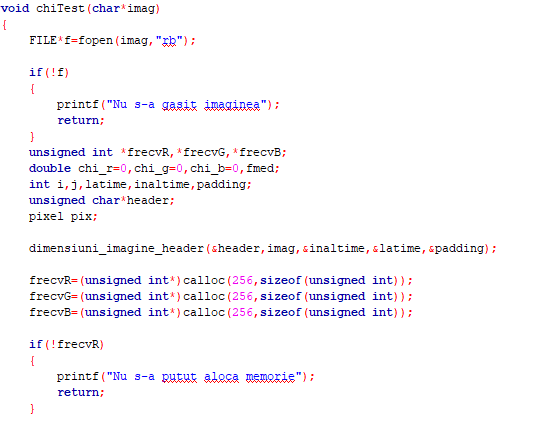 void chiTest(char*imag)
{
    FILE*f=fopen(imag,"rb");

    if(!f)
    {
        printf("Nu s-a gasit imaginea");
        return;
    }
    unsigned int *frecvR,*frecvG,*frecvB;
    double chi_r=0,chi_g=0,chi_b=0,fmed;
    int i,j,latime,inaltime,padding;
    unsigned char*header;
    pixel pix;

    dimensiuni_imagine_header(&header,imag,&inaltime,&latime,&padding);

    frecvR=(unsigned int*)calloc(256,sizeof(unsigned int));
    frecvG=(unsigned int*)calloc(256,sizeof(unsigned int));
    frecvB=(unsigned int*)calloc(256,sizeof(unsigned int));

    if(!frecvR)
    {
        printf("Nu s-a putut aloca memorie");
        return;
    }